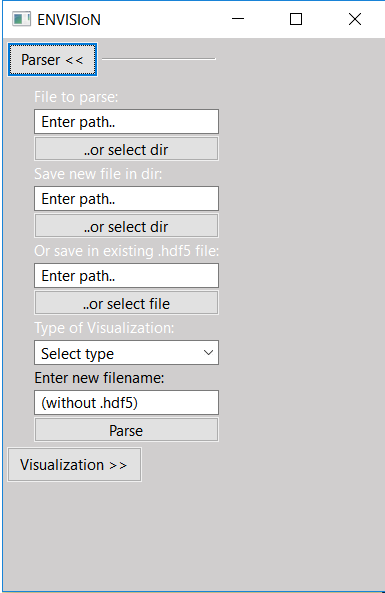 ENVISIoN
Parser <<
File to parse:
Enter path..
..or select dir
Save new file in dir:
Enter path..
..or select dir
Or save in existing .hdf5 file:
Enter path..
..or select file
Type of Visualization:
Select type
Enter new filename:
(without .hdf5)
Parse
Visualization >>